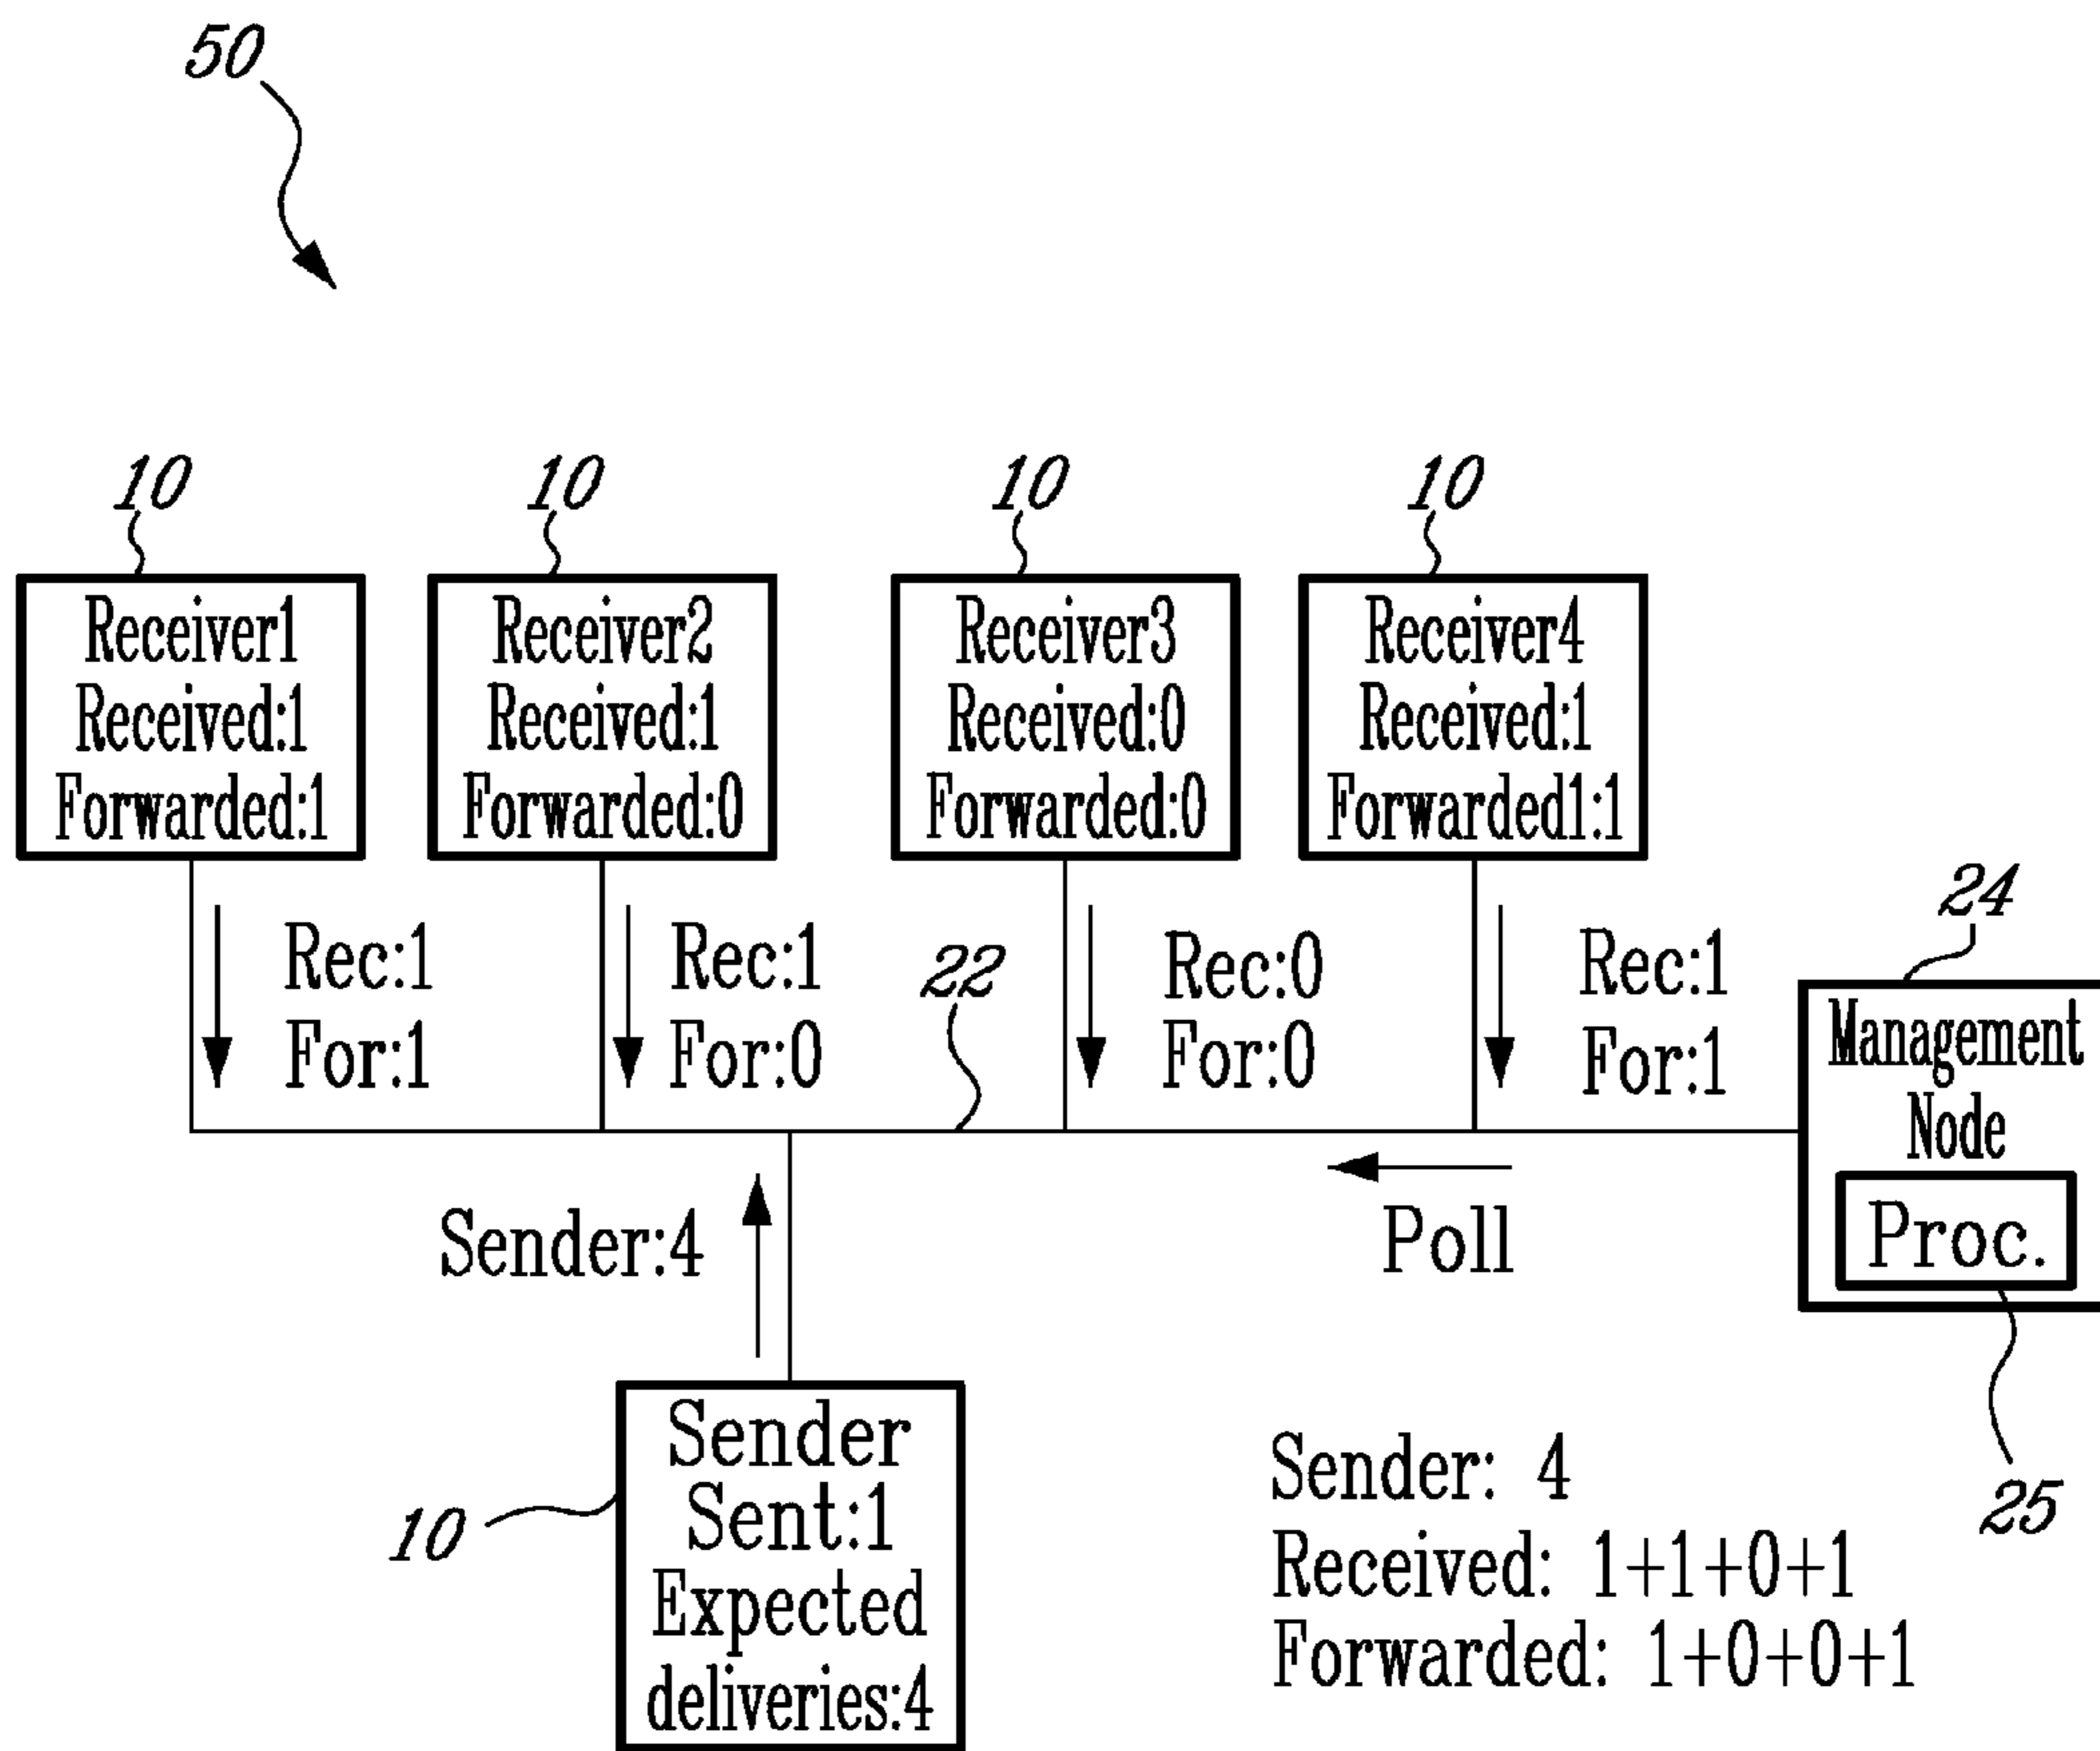 50
10
10
10
10
Receiver1
Received:1
Forwarded:1
Receiver2
Received:1
Forwarded:0
Receiver3
Received:0
Forwarded:0
Receiver4
Received:1
Forwarded1:1
Rec:1
For:1
Rec:1
For:0
22
Rec:0
For:0
Rec:1
For:1
24
Management
Node
Proc.
25
Poll
Sender:4
10
Sender
Sent:1
Expected
deliveries:4
Sender: 4
Received: 1+1+0+1
Forwarded: 1+0+0+1